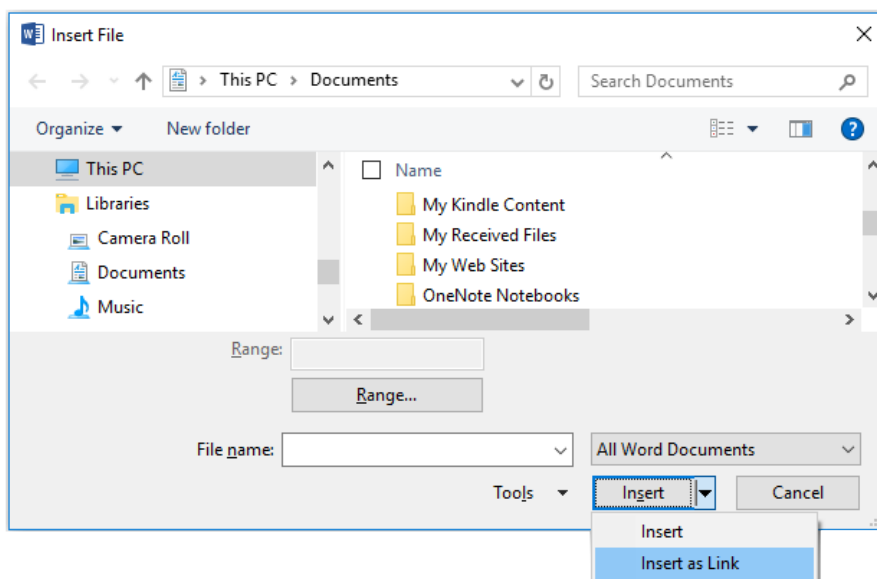 Insert File
This PC > Documents
Search Documents
Organize
New folder
This PC
Libraries
Camera Roll
Documents
Music
Name
My Kindle Content
My Received Files
My Web Sites
OneNote Notebooks
Range:
Range...
File name:
All Word Documents
Tools
Insert
Cancel
Insert
Insert as Link